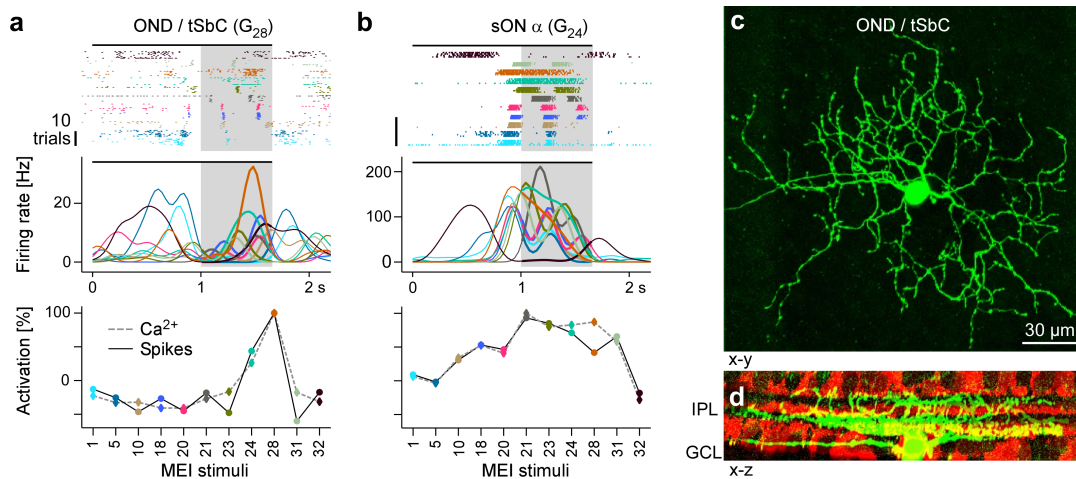 a
OND / tSbC (G28)
10
trials
Firing rate [Hz]
20
0
0
1
2 s
Activation [%]
100
0
Ca2+
Spikes
1 5 10 18 20 21 23 24 28 31 32
MEI stimuli
b
sON α (G24)
200
100
0
0
1
2 s
1 5 10 18 20 21 23 24 28 31 32
MEI stimuli
c
OND / tSbC
30 µm
x-y
d
IPL
GCL
x-z